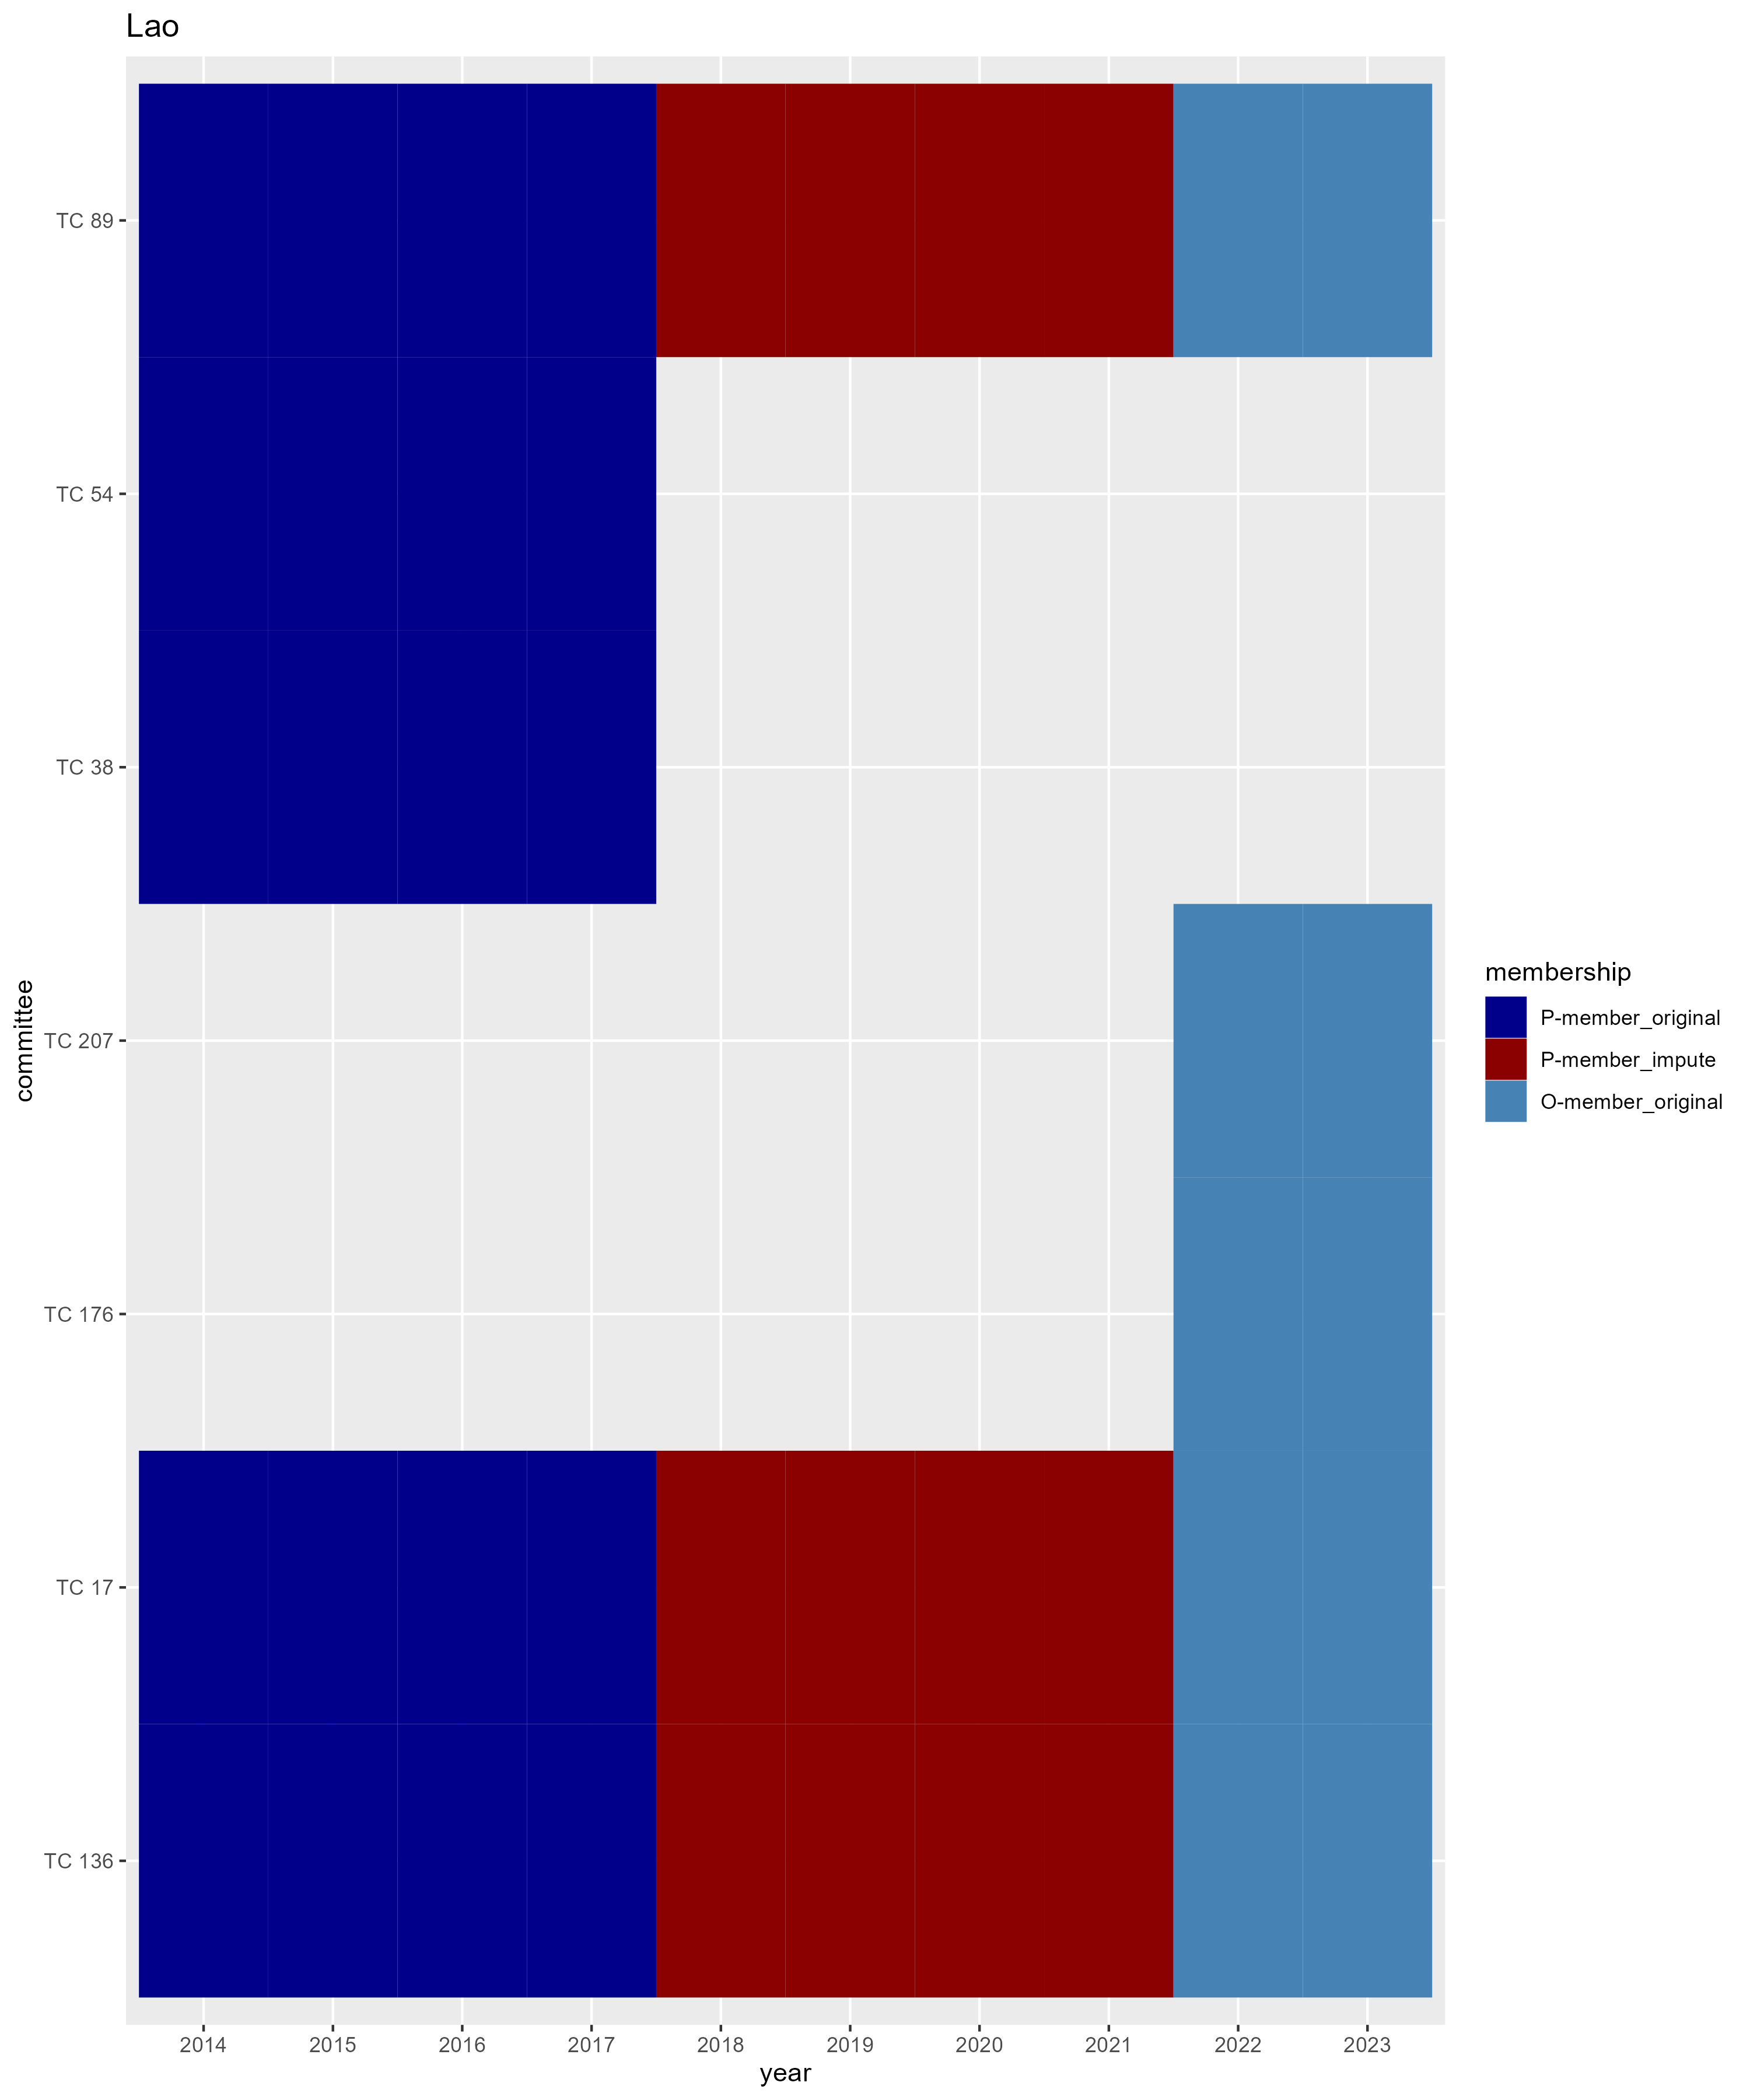 Lao
TC 89
TC 54
TC 38
TC 207
TC 176
TC 17
TC 136
committee
2014 2015 2016 2017 2018 2019 2020 2021 2022 2023
year
membership
P-member_original
P-member_impute
O-member_original